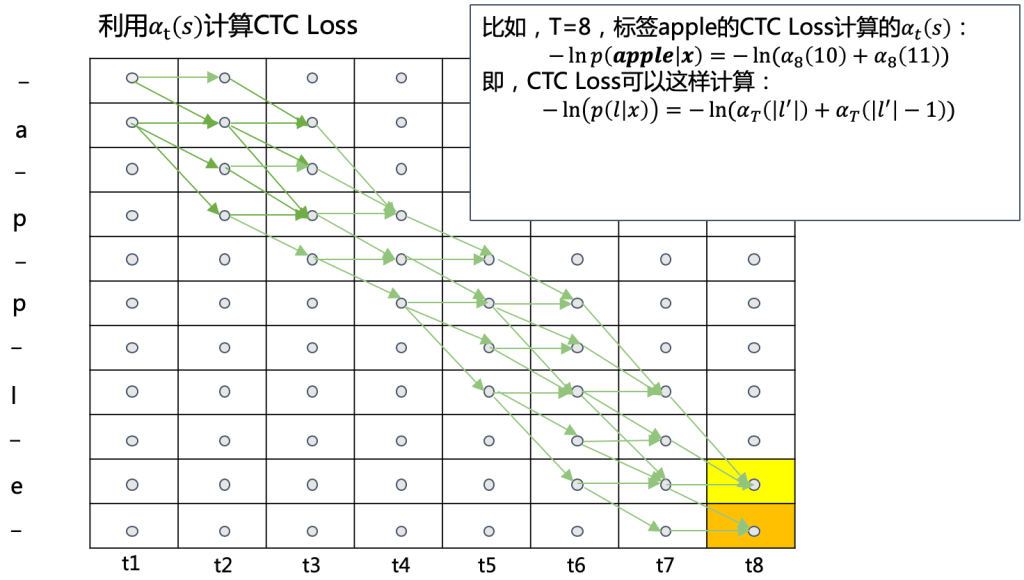 利用αₜ(s)计算CTC Loss
比如，T=8，标签apple的CTC Loss计算的αₜ(s)：
−ln p(apple|x) = −ln(α₈(10) + α₈(11))
即，CTC Loss可以这样计算：
−ln(p(l|x)) = −ln(α_T(|l′|) + α_T(|l′| − 1))
–
a
–
p
–
p
–
l
–
e
–
t1 t2 t3 t4 t5 t6 t7 t8